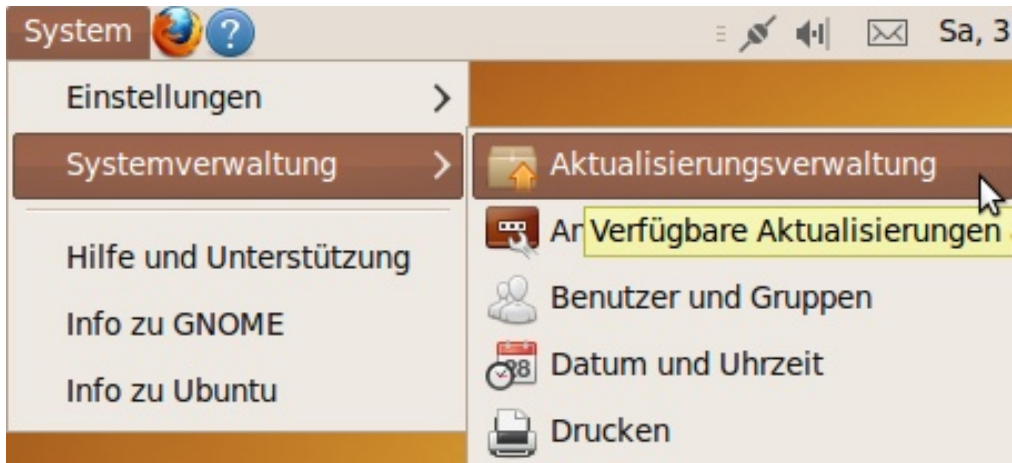 System ? Sa, 3
Einstellungen
Systemverwaltung
Hilfe und Unterstützung
Info zu GNOME
Info zu Ubuntu
Aktualisierungsverwaltung
Verfügbare Aktualisierungen
Benutzer und Gruppen
28 Datum und Uhrzeit
Drucken